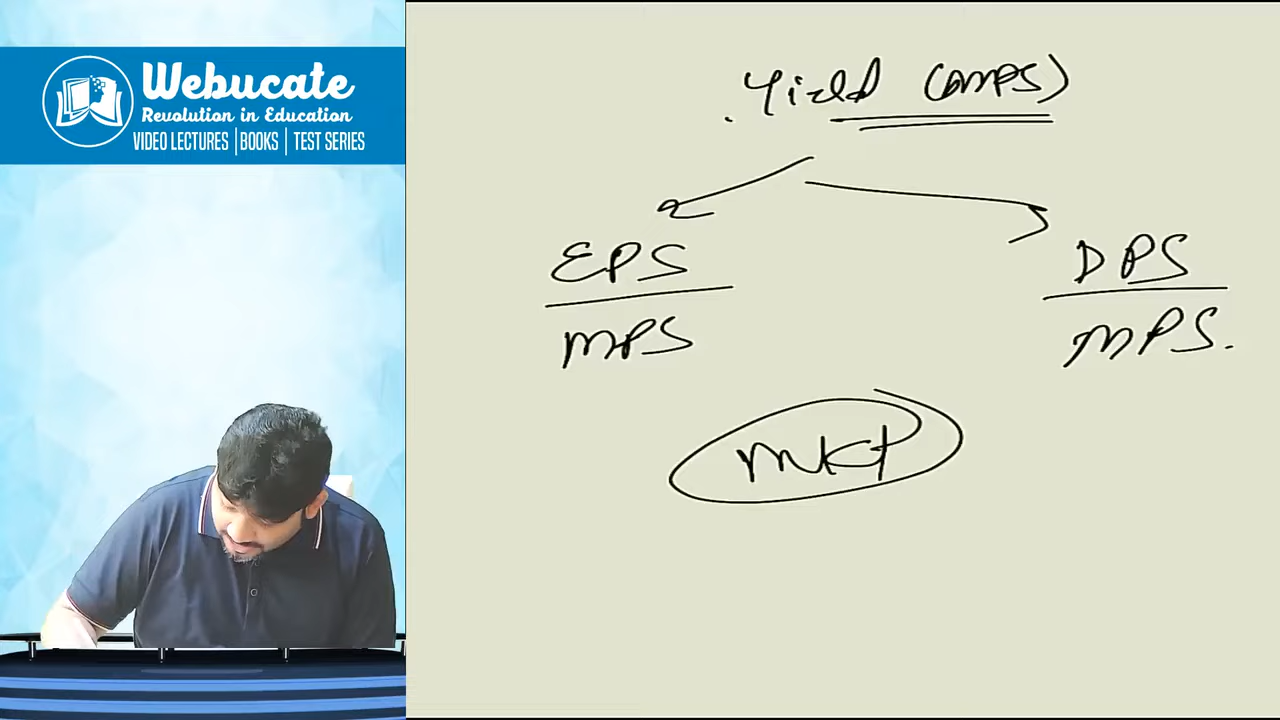 Webucate
Revolution in Education
VIDEO LECTURES | BOOKS | TEST SERIES
Yield (MPS)
EPS
MPS
DPS
MPS.
MKT